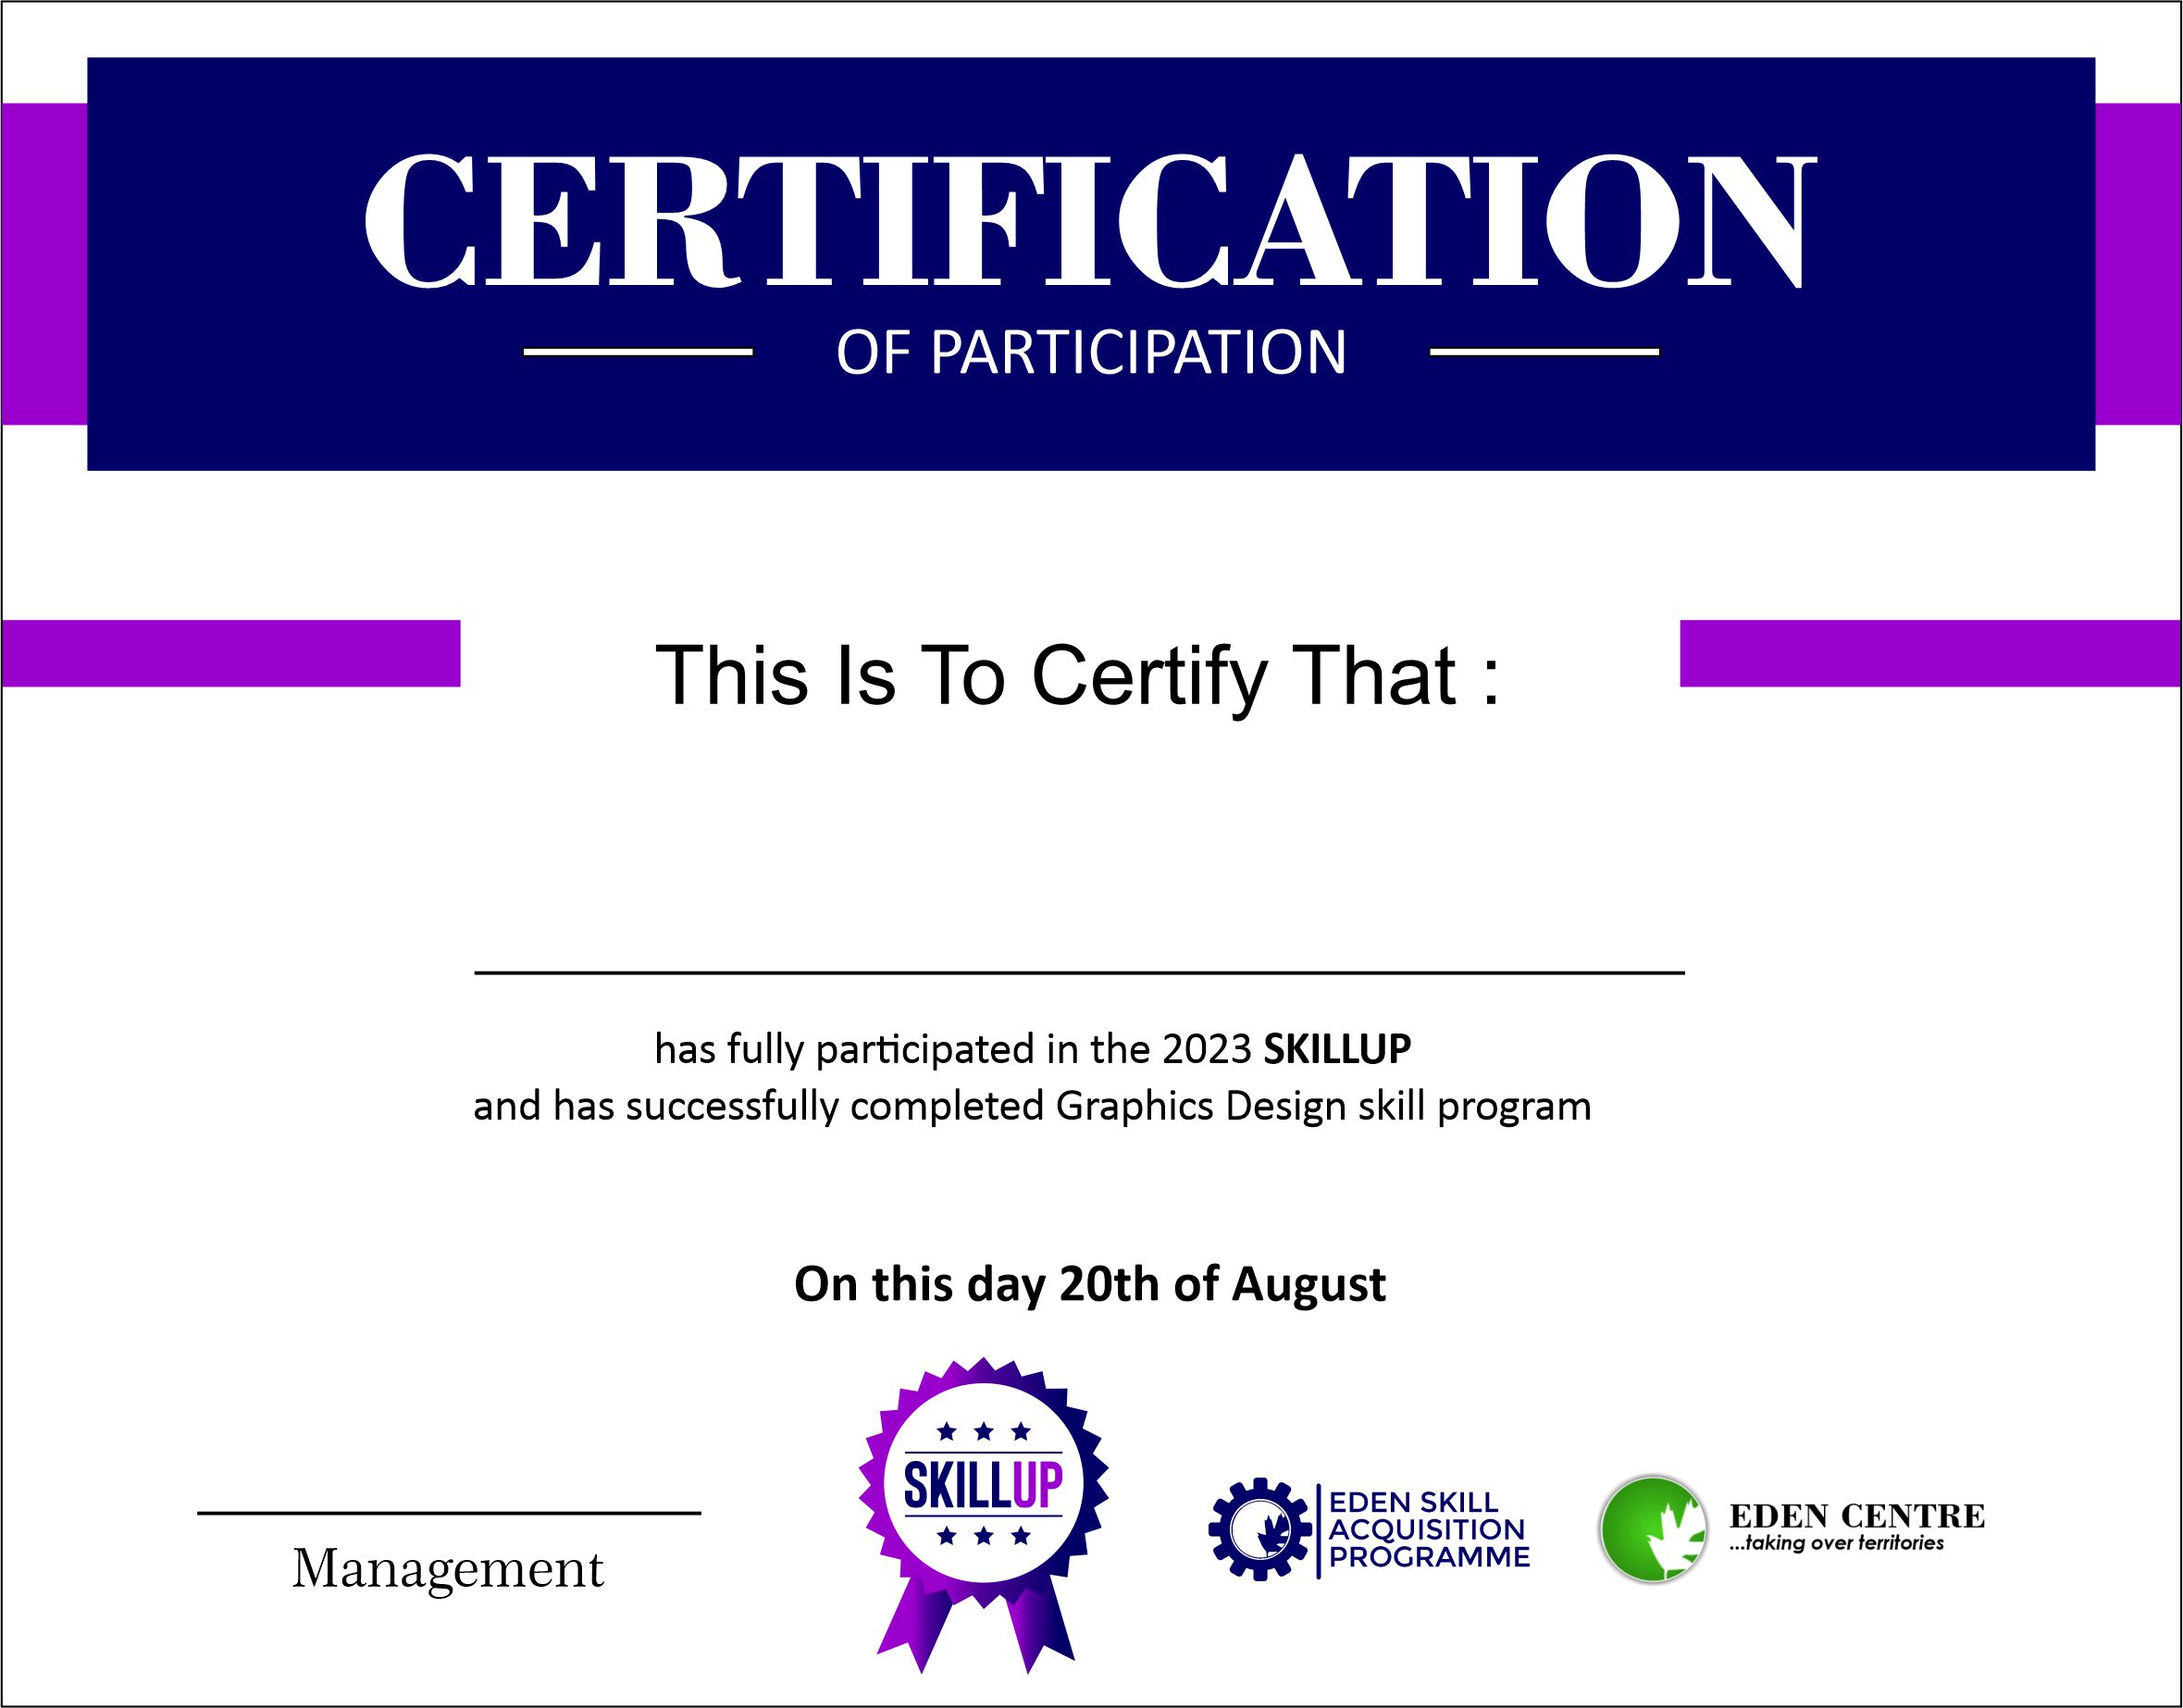 CERTIFICATION
OF PARTICIPATION
This Is To Certify That :
has fully participated in the 2023 SKILLUP
and has successfully completed Graphics Design skill program
On this day 20th of August
SKILLUP
Management
EDEN SKILL
ACQUISITION
PROGRAMME
EDEN CENTRE
...taking over territories